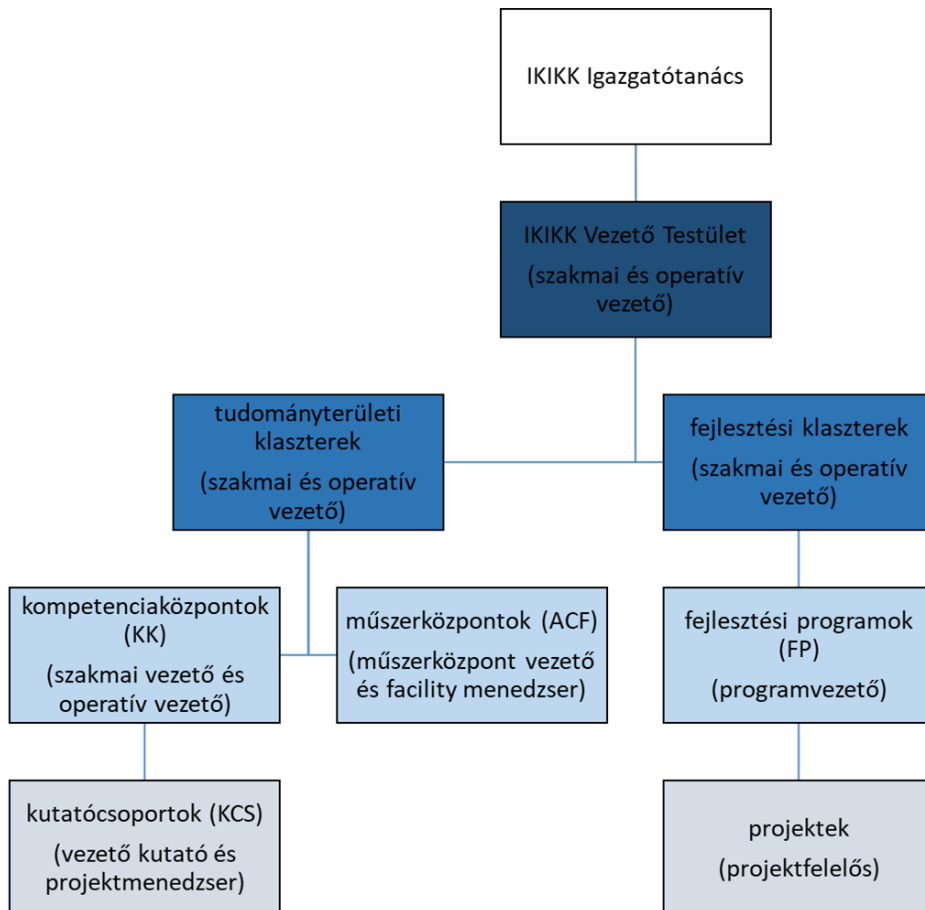 IKIKK Igazgatótanács
IKIKK Vezető Testület
(szakmai és operatív
vezető)
tudományterületi
klaszterek
(szakmai és operatív
vezető)
fejlesztési klaszterek
(szakmai és operatív
vezető)
kompetenciaközpontok
(KK)
(szakmai vezető és
operatív vezető)
műszerközpontok (ACF)
(műszerközpont vezető
és facility menedzser)
fejlesztési programok
(FP)
(programvezető)
kutatócsoportok (KCS)
(vezető kutató és
projektmenedzser)
projektek
(projektfelelős)